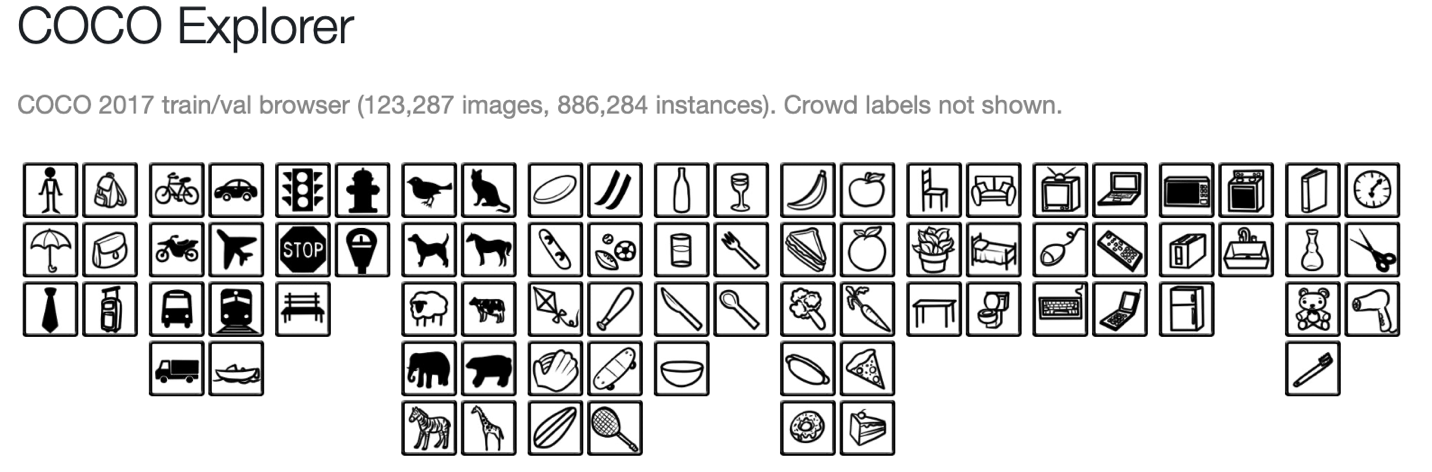 COCO Explorer
COCO 2017 train/val browser (123,287 images, 886,284 instances). Crowd labels not shown.
STOP